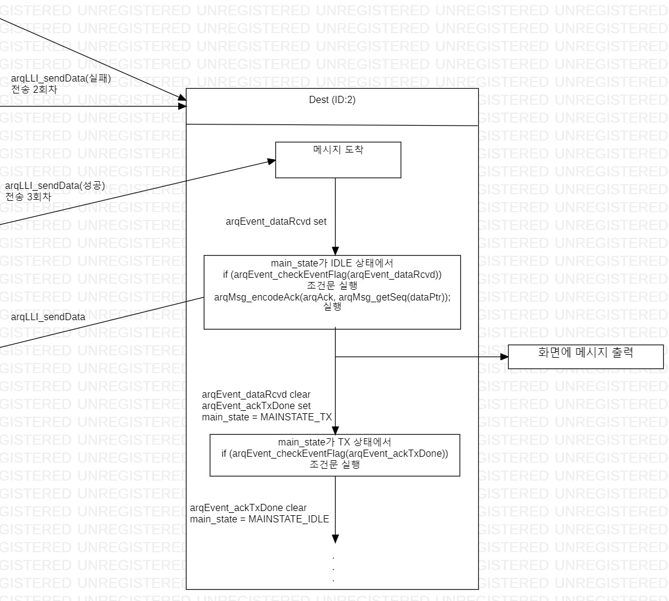 arqLLI_sendData(실패)
전송 2회차
Dest (ID:2)
메시지 도착
arqLLI_sendData(성공)
전송 3회차
arqEvent_dataRcvd set
main_state가 IDLE 상태에서
if (arqEvent_checkEventFlag(arqEvent_dataRcvd))
조건문 실행
arqMsg_encodeAck(arqAck, arqMsg_getSeq(dataPtr));
실행
arqLLI_sendData
화면에 메시지 출력
arqEvent_dataRcvd clear
arqEvent_ackTxDone set
main_state = MAINSTATE_TX
main_state가 TX 상태에서
if (arqEvent_checkEventFlag(arqEvent_ackTxDone))
조건문 실행
arqEvent_ackTxDone clear
main_state = MAINSTATE_IDLE
.
.
.